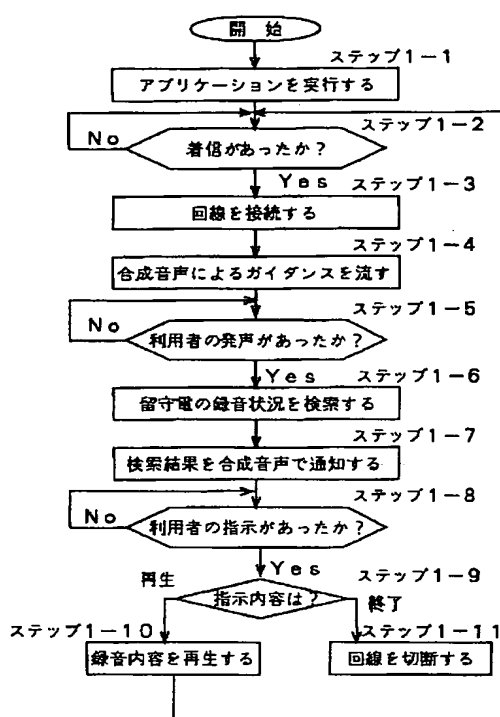 開 始
ステップ1-1
アプリケーションを実行する
ステップ1-2
No
着信があったか?
Yes
ステップ1-3
回線を接続する
ステップ1-4
合成音声によるガイダンスを流す
ステップ1-5
No
利用者の発声があったか?
Yes
ステップ1-6
留守電の録音状況を検索する
ステップ1-7
検索結果を合成音声で通知する
ステップ1-8
No
利用者の指示があったか?
Yes
ステップ1-9
再生
指示内容は?
終了
ステップ1-10
ステップ1-11
録音内容を再生する
回線を切断する